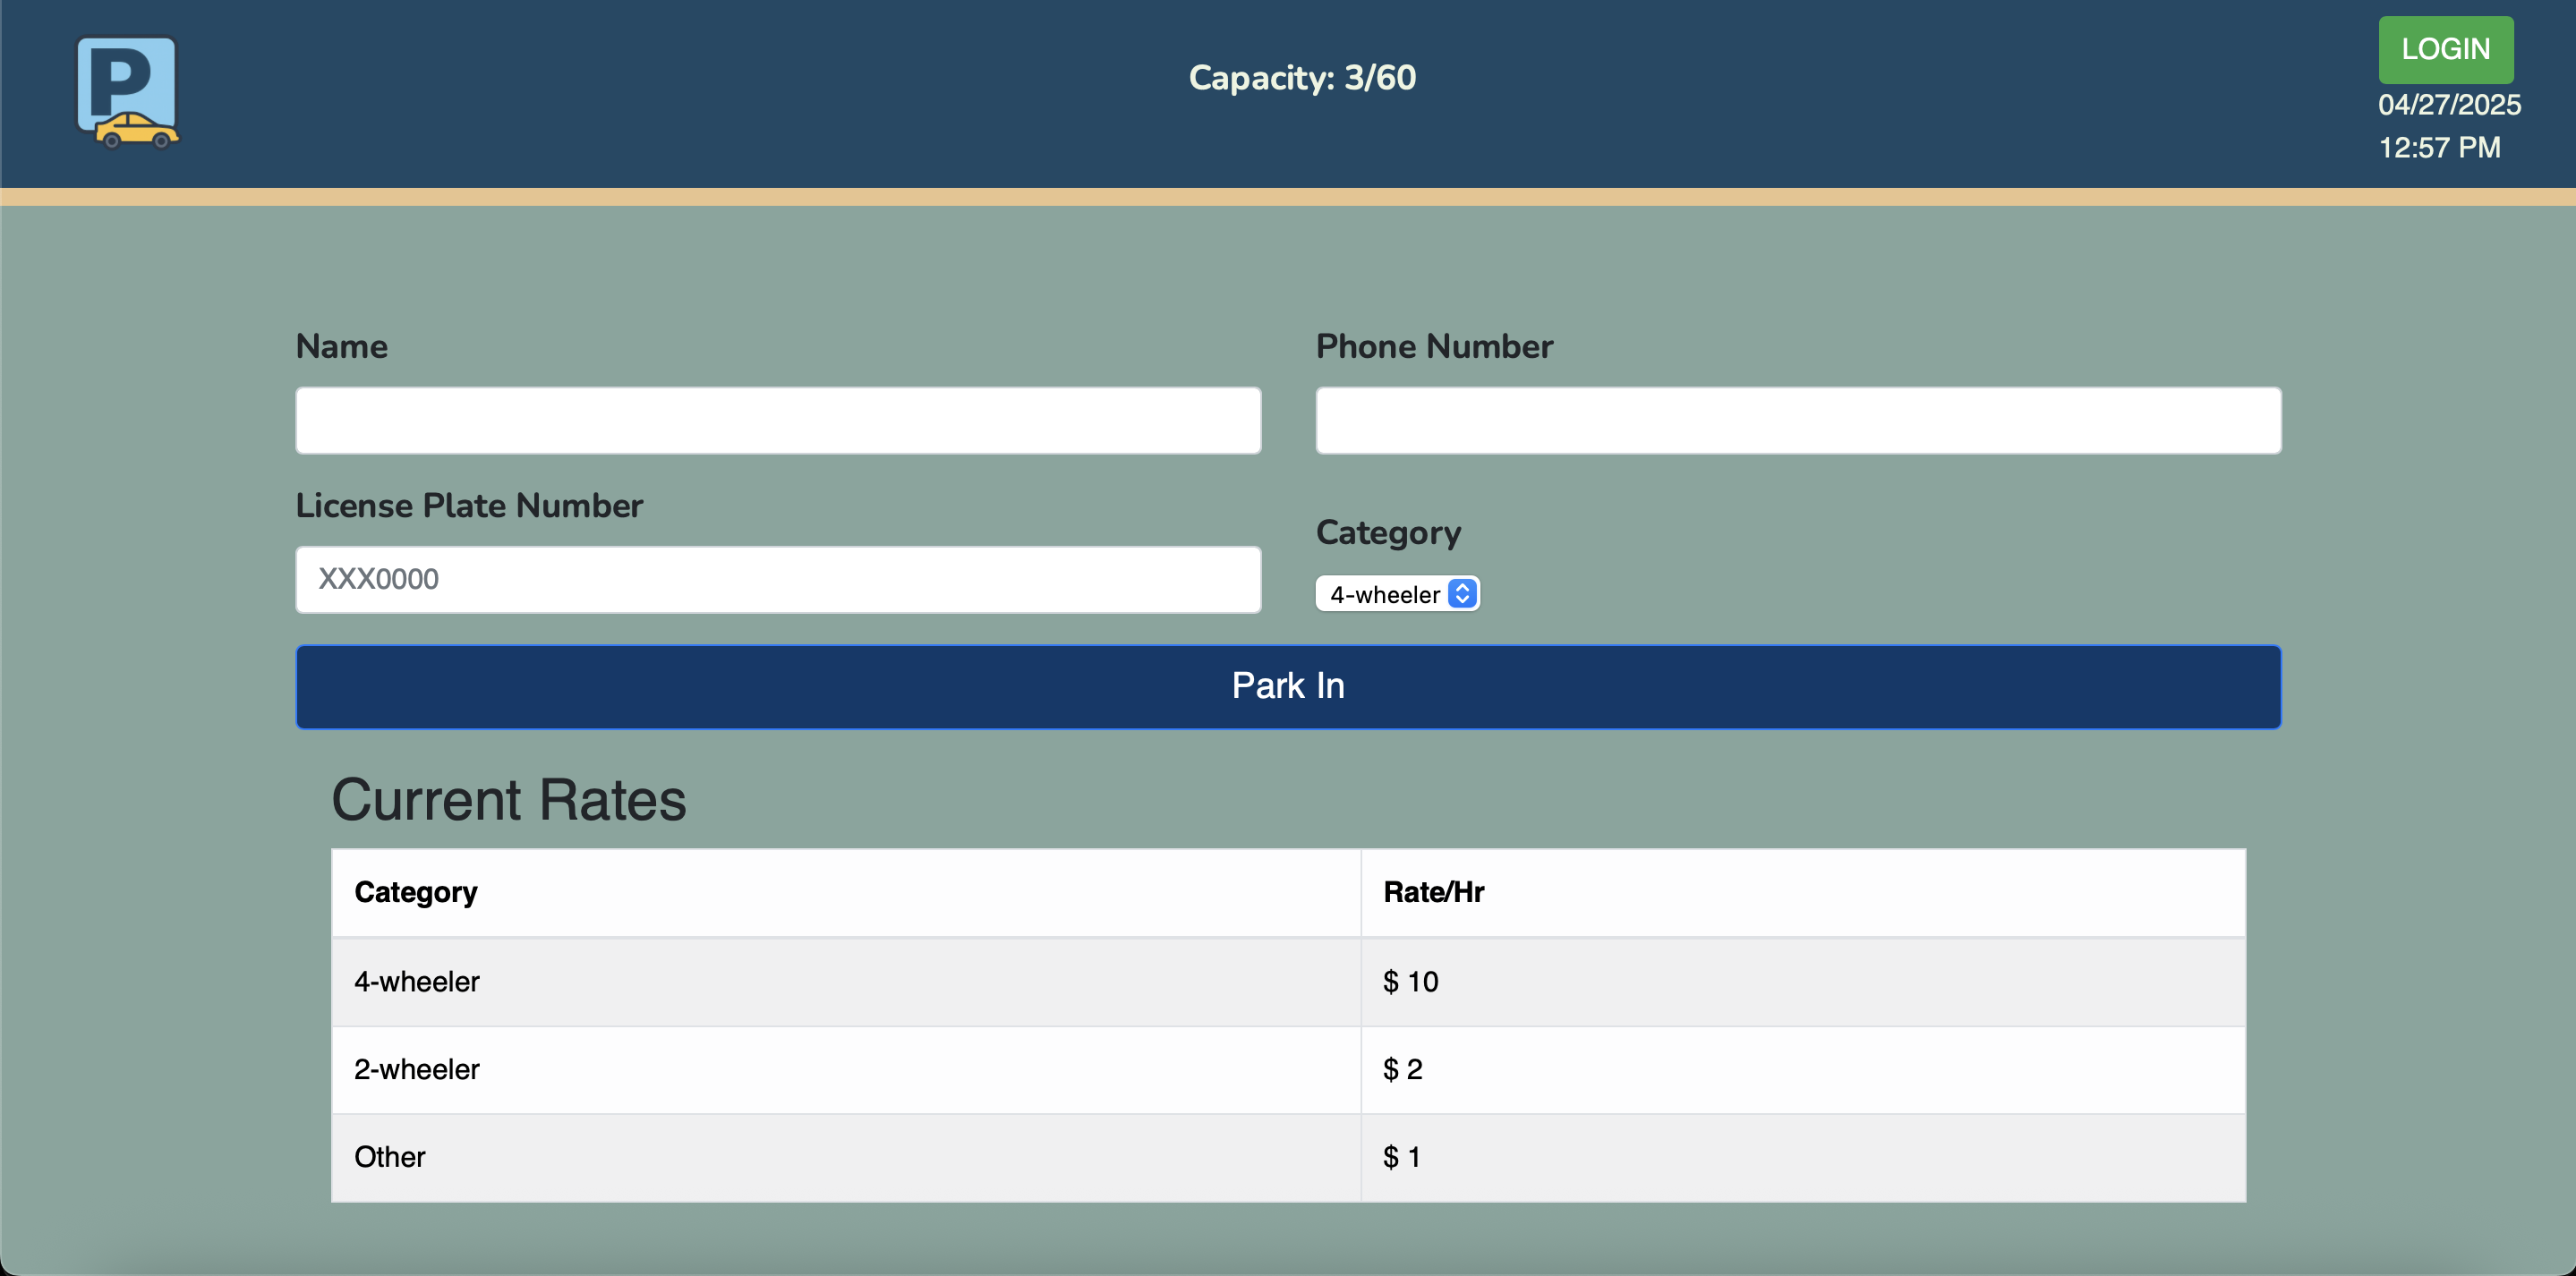 P
Capacity: 3/60
LOGIN
04/27/2025
12:57 PM
Name
Phone Number
License Plate Number
XXX0000
Category
4-wheeler
Park In
Current Rates
Category Rate/Hr
4-wheeler $ 10
2-wheeler $ 2
Other $ 1